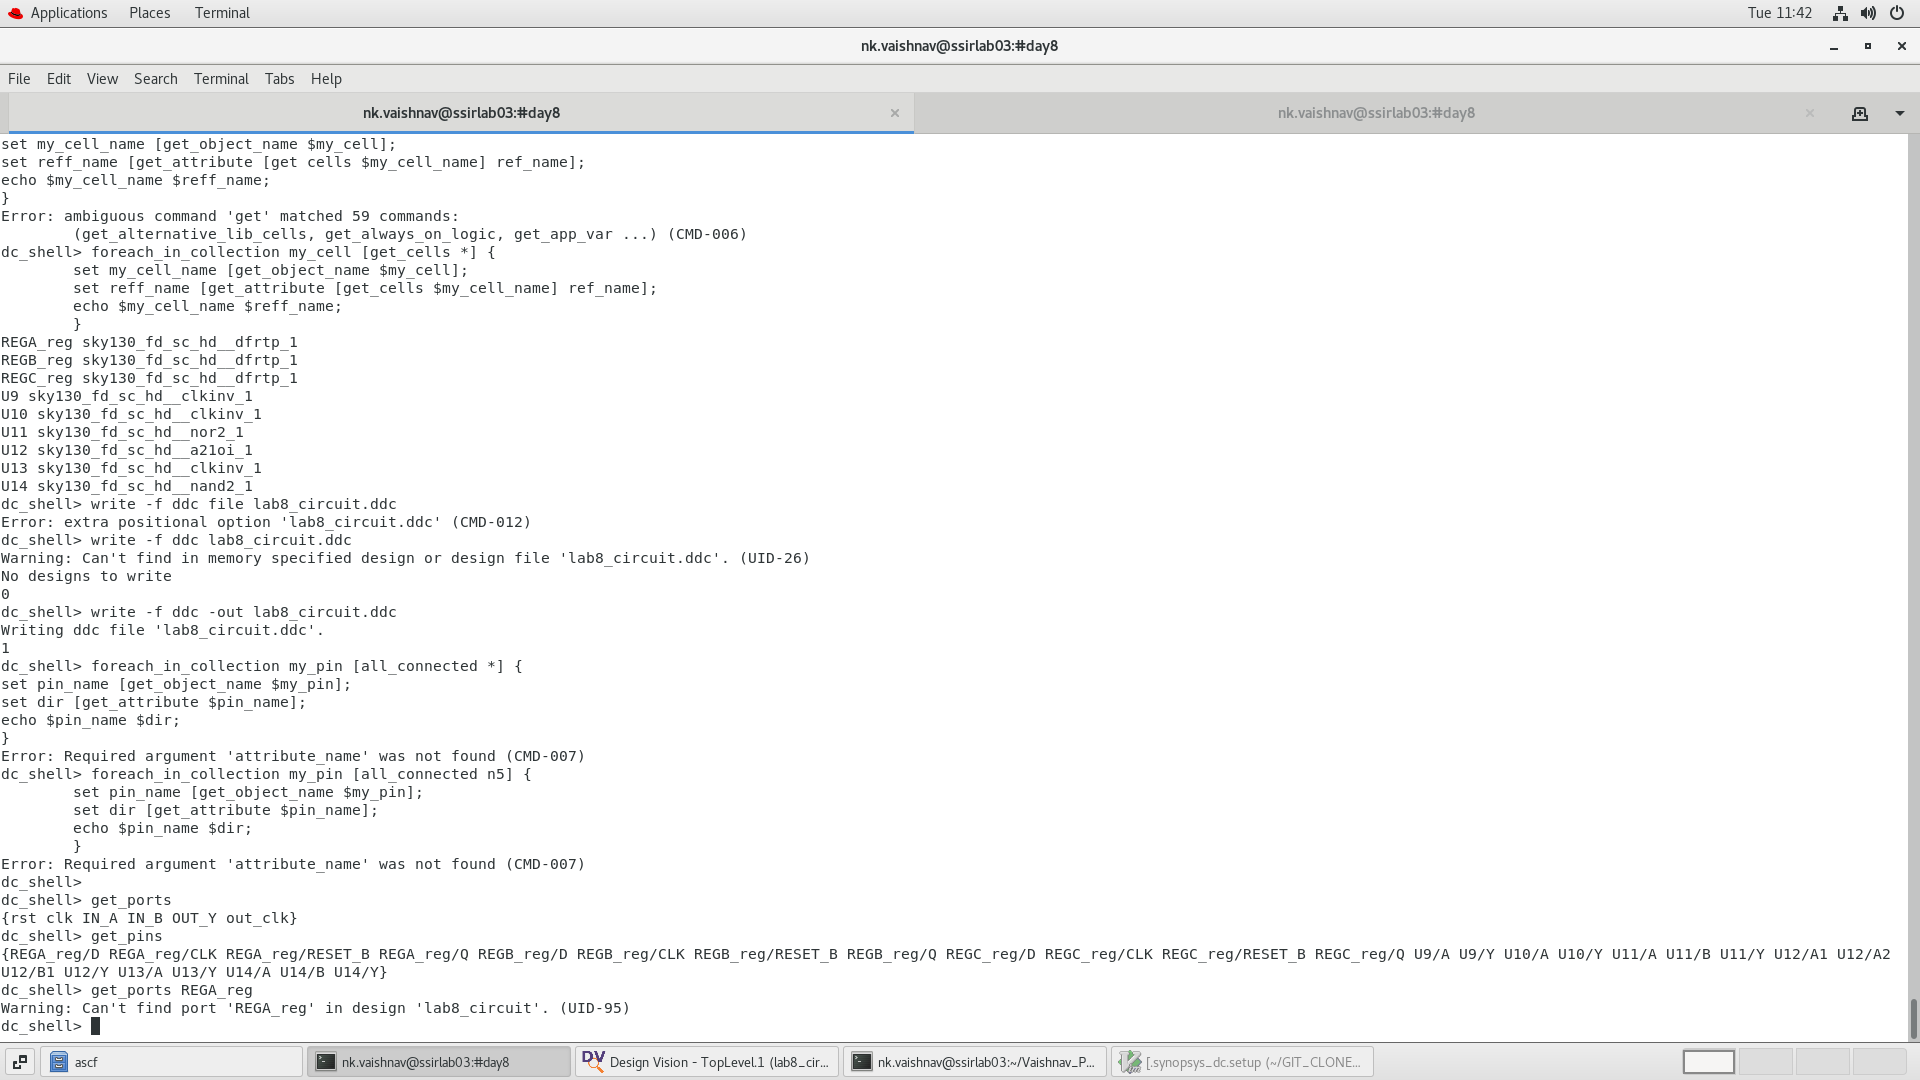 Applications Places Terminal Tue 11:42
nk.vaishnav@ssirlab03:#day8
File Edit View Search Terminal Tabs Help
nk.vaishnav@ssirlab03:#day8 × nk.vaishnav@ssirlab03:#day8 ×
set my_cell_name [get_object_name $my_cell];
set reff_name [get_attribute [get cells $my_cell_name] ref_name];
echo $my_cell_name $reff_name;
}
Error: ambiguous command 'get' matched 59 commands:
(get_alternative_lib_cells, get_always_on_logic, get_app_var ...) (CMD-006)
dc_shell> foreach_in_collection my_cell [get_cells *] {
set my_cell_name [get_object_name $my_cell];
set reff_name [get_attribute [get_cells $my_cell_name] ref_name];
echo $my_cell_name $reff_name;
}
REGA_reg sky130_fd_sc_hd__dfrtp_1
REGB_reg sky130_fd_sc_hd__dfrtp_1
REGC_reg sky130_fd_sc_hd__dfrtp_1
U9 sky130_fd_sc_hd__clkinv_1
U10 sky130_fd_sc_hd__clkinv_1
U11 sky130_fd_sc_hd__nor2_1
U12 sky130_fd_sc_hd__a21oi_1
U13 sky130_fd_sc_hd__clkinv_1
U14 sky130_fd_sc_hd__nand2_1
dc_shell> write -f ddc file lab8_circuit.ddc
Error: extra positional option 'lab8_circuit.ddc' (CMD-012)
dc_shell> write -f ddc lab8_circuit.ddc
Warning: Can't find in memory specified design or design file 'lab8_circuit.ddc'. (UID-26)
No designs to write
0
dc_shell> write -f ddc -out lab8_circuit.ddc
Writing ddc file 'lab8_circuit.ddc'.
1
dc_shell> foreach_in_collection my_pin [all_connected *] {
set pin_name [get_object_name $my_pin];
set dir [get_attribute $pin_name];
echo $pin_name $dir;
}
Error: Required argument 'attribute_name' was not found (CMD-007)
dc_shell> foreach_in_collection my_pin [all_connected n5] {
set pin_name [get_object_name $my_pin];
set dir [get_attribute $pin_name];
echo $pin_name $dir;
}
Error: Required argument 'attribute_name' was not found (CMD-007)
dc_shell>
dc_shell> get_ports
{rst clk IN_A IN_B OUT_Y out_clk}
dc_shell> get_pins
{REGA_reg/D REGA_reg/CLK REGA_reg/RESET_B REGA_reg/Q REGB_reg/D REGB_reg/CLK REGB_reg/RESET_B REGB_reg/Q REGC_reg/D REGC_reg/CLK REGC_reg/RESET_B REGC_reg/Q U9/A U9/Y U10/A U10/Y U11/A U11/B U11/Y U12/A1 U12/A2
U12/B1 U12/Y U13/A U13/Y U14/A U14/B U14/Y}
dc_shell> get_ports REGA_reg
Warning: Can't find port 'REGA_reg' in design 'lab8_circuit'. (UID-95)
dc_shell>
ascf nk.vaishnav@ssirlab03:#day8 DV Design Vision - TopLevel.1 (lab8_cir... nk.vaishnav@ssirlab03:~/Vaishnav_P... [.synopsys_dc.setup (~/GIT_CLONE...